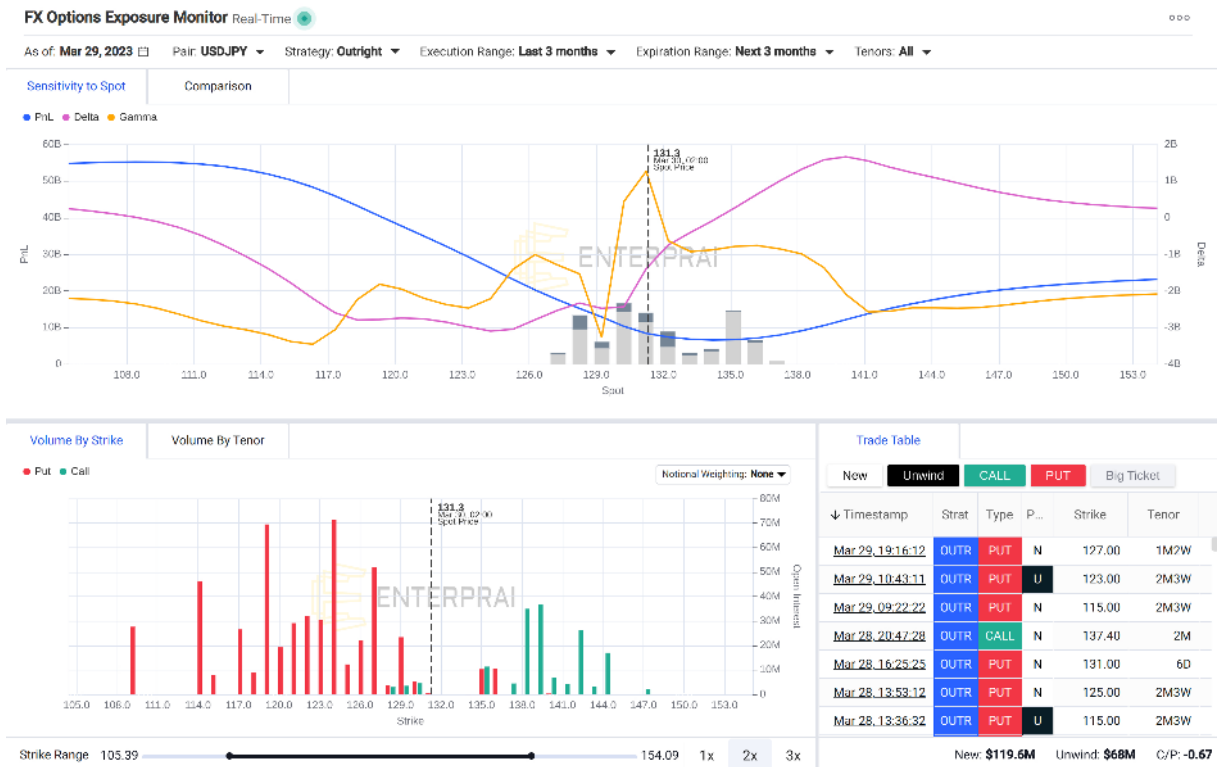 FX Options Exposure Monitor Real-Time
As of: Mar 29, 2023 Pair: USDJPY Strategy: Outright Execution Range: Last 3 months Expiration Range: Next 3 months Tenors: All
Sensitivity to Spot Comparison
PnL Delta Gamma
60B 2B
50B 1B
40B 0
30B -1B
20B -2B
10B -3B
0 -4B
PnL
Delta
131.3
Mar 30, 02:00
Spot Price
ENTERPRAI
108.0 111.0 114.0 117.0 120.0 123.0 126.0 129.0 132.0 135.0 138.0 141.0 144.0 147.0 150.0 153.0
Spot
Volume By Strike Volume By Tenor
Put Call
Notional Weighting: None
131.3
Mar 30, 02:00
Spot Price
80M
70M
60M
50M
40M
30M
20M
10M
0
Open Interest
ENTERPRAI
105.0 108.0 111.0 114.0 117.0 120.0 123.0 126.0 129.0 132.0 135.0 138.0 141.0 144.0 147.0 150.0 153.0
Strike
Strike Range 105.39 154.09 1x 2x 3x
Trade Table
New Unwind CALL PUT Big Ticket
Timestamp Strat Type P... Strike Tenor
Mar 29, 19:16:12 OUTR PUT N 127.00 1M2W
Mar 29, 10:43:11 OUTR PUT U 123.00 2M3W
Mar 29, 09:22:22 OUTR PUT N 115.00 2M3W
Mar 28, 20:47:28 OUTR CALL N 137.40 2M
Mar 28, 16:25:25 OUTR PUT N 131.00 6D
Mar 28, 13:53:12 OUTR PUT N 125.00 2M3W
Mar 28, 13:36:32 OUTR PUT U 115.00 2M3W
New: $119.6M Unwind: $68M C/P: -0.67